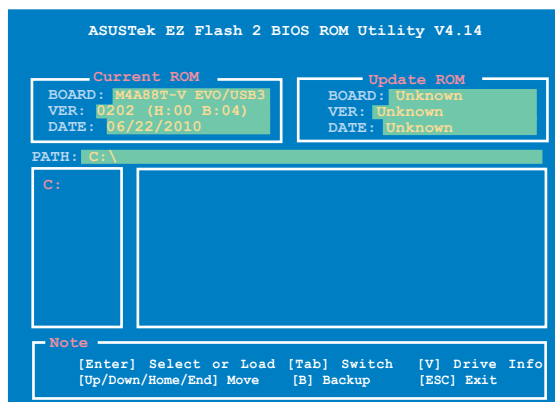 ASUSTek EZ Flash 2 BIOS ROM Utility V4.14
Current ROM
BOARD: M4A88T-V EVO/USB3
VER: 0202 (H:00 B:04)
DATE: 06/22/2010
Update ROM
BOARD: Unknown
VER: Unknown
DATE: Unknown
PATH: C:\
C:
Note
[Enter] Select or Load [Tab] Switch [V] Drive Info
[Up/Down/Home/End] Move [B] Backup [ESC] Exit